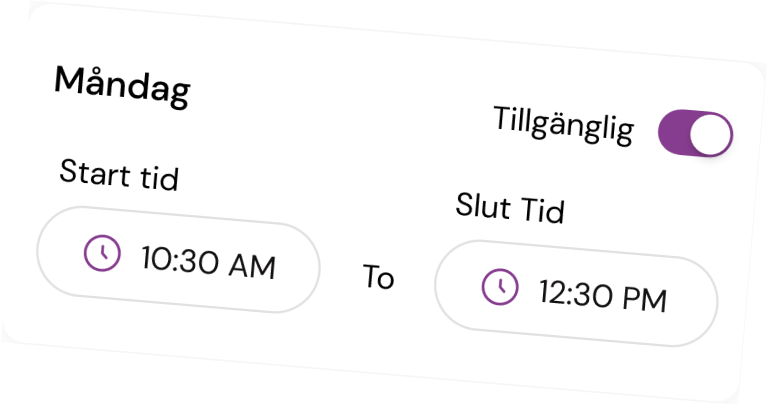 Måndag
Tillgänglig
Start tid
Slut Tid
10:30 AM To 12:30 PM